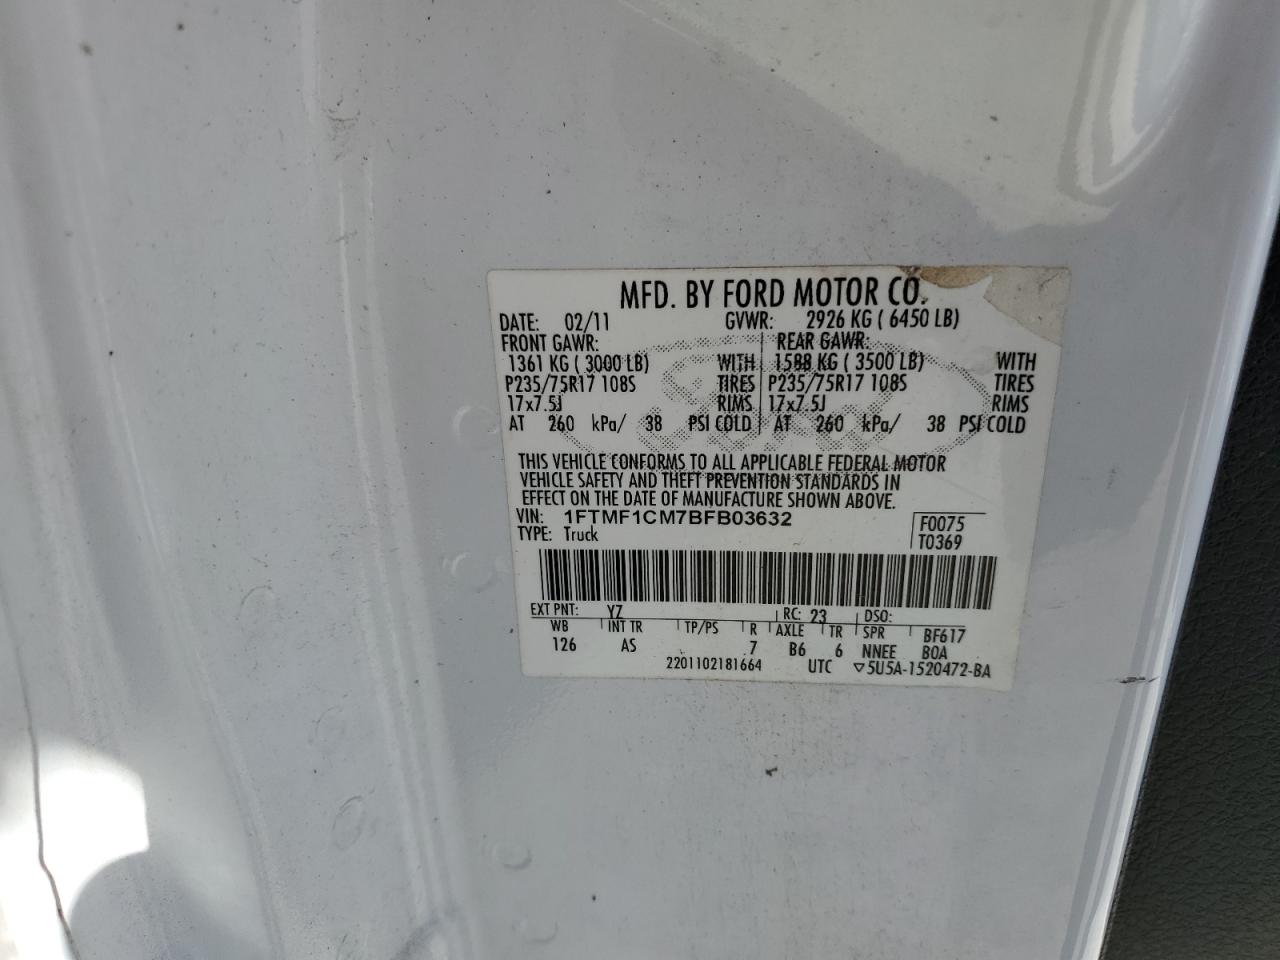 MFD. BY FORD MOTOR CO.
DATE: 02/11 GVWR: 2926 KG ( 6450 LB)
FRONT GAWR: REAR GAWR:
1361 KG ( 3000 LB) WITH 1588 KG ( 3500 LB) WITH
P235/75R17 108S TIRES P235/75R17 108S TIRES
17x7.5J RIMS 17x7.5J RIMS
AT 260 kPa/ 38 PSI COLD AT 260 kPa/ 38 PSI COLD
Ford
THIS VEHICLE CONFORMS TO ALL APPLICABLE FEDERAL MOTOR
VEHICLE SAFETY AND THEFT PREVENTION STANDARDS IN
EFFECT ON THE DATE OF MANUFACTURE SHOWN ABOVE.
VIN: 1FTMF1CM7BFB03632 F0075
TYPE: Truck T0369
EXT PNT: YZ RC: 23 DSO:
WB INT TR TP/PS R AXLE TR SPR BF617
126 AS 7 B6 6 NNEE BOA
2201102181664 UTC ▽5U5A-1520472-BA